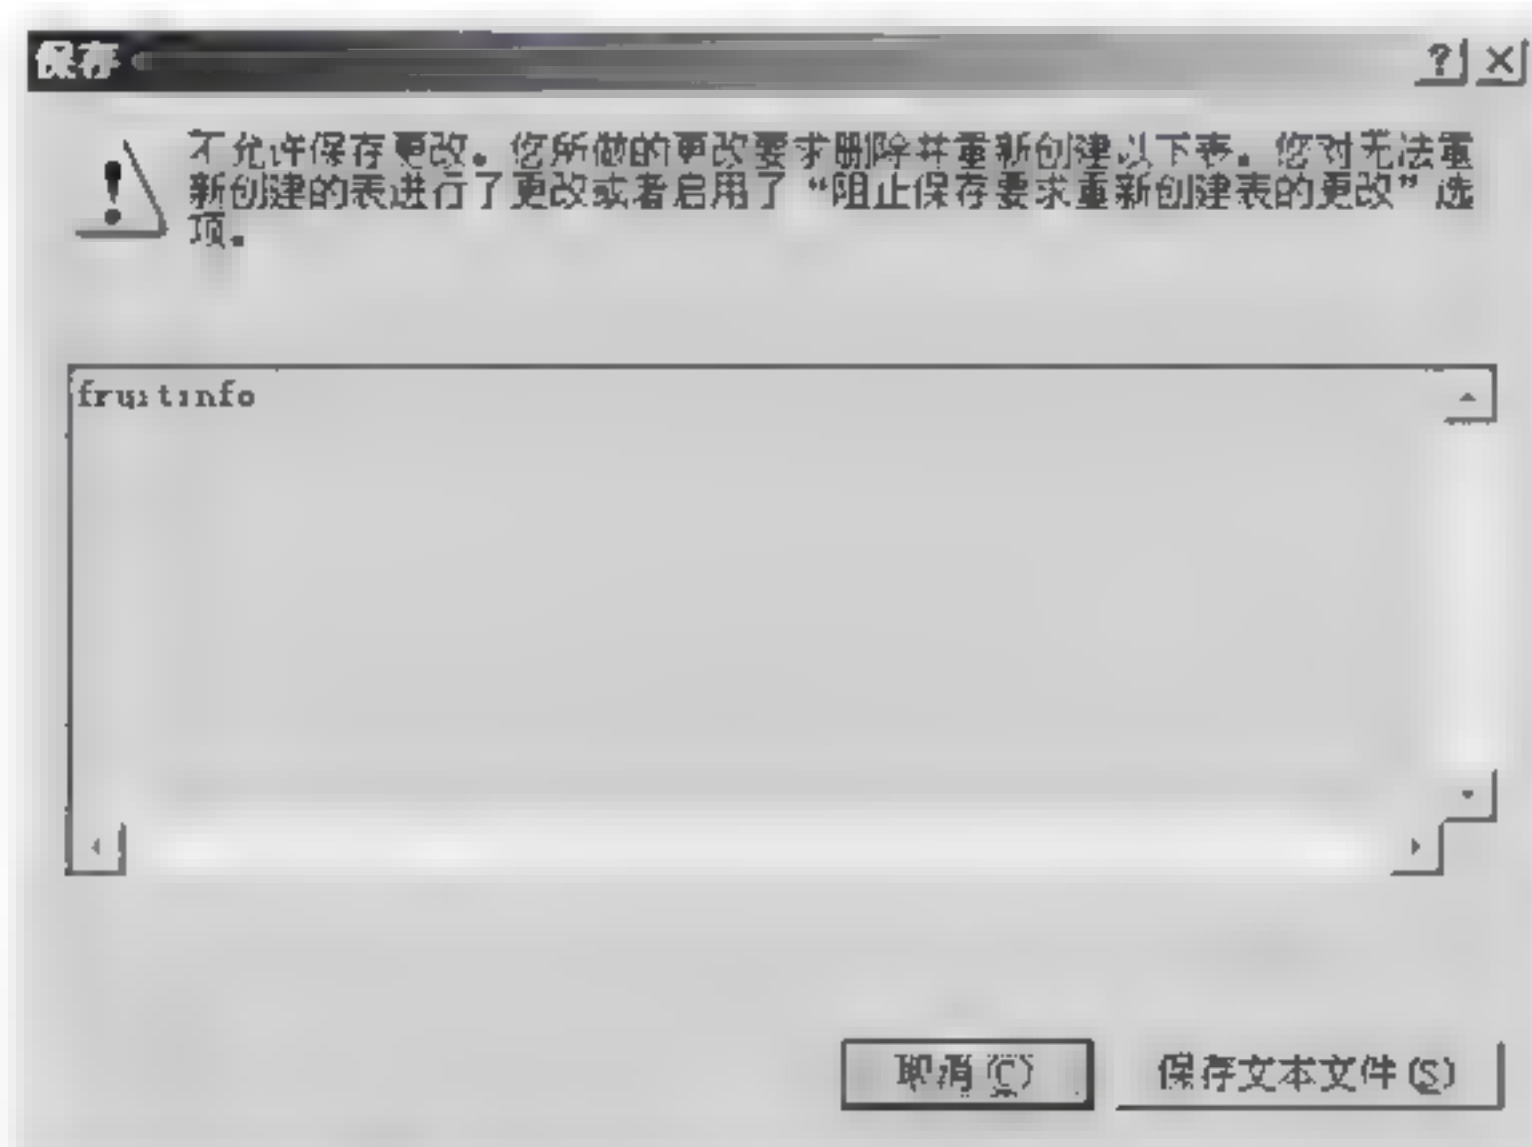 保存
不允许保存更改。您所做的更改要求删除并重新创建以下表。您对无法重
新创建的表进行了更改或者启用了“阻止保存要求重新创建表的更改”选
项。
fruitinfo
取消(C)
保存文本文件(S)